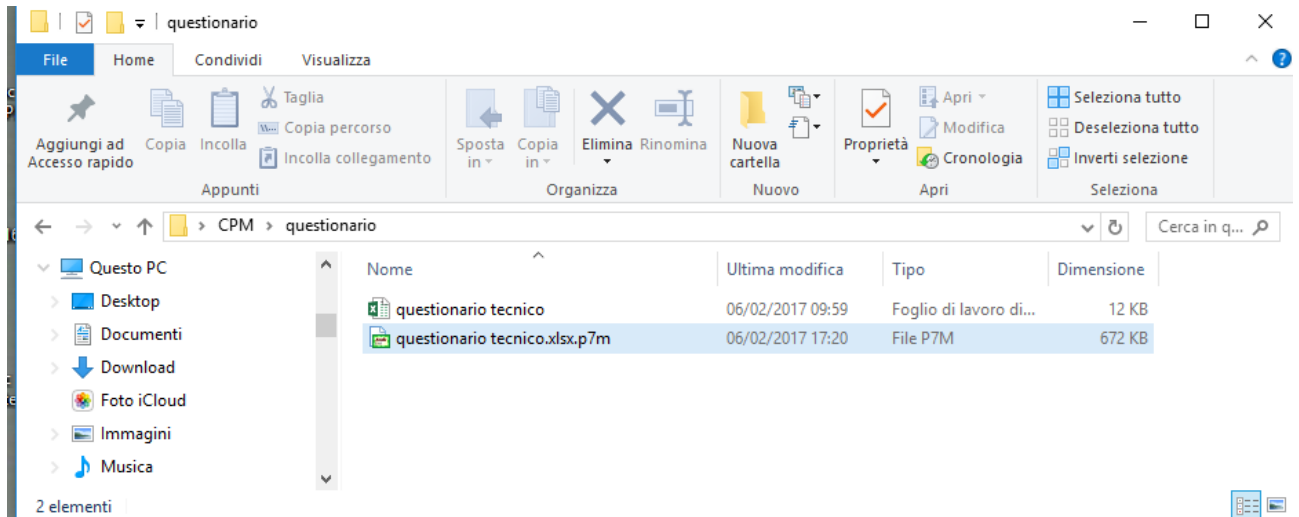 questionario
File Home Condividi Visualizza
Aggiungi ad Accesso rapido
Copia
Incolla
Taglia
Copia percorso
Incolla collegamento
Appunti
Sposta in
Copia in
Elimina
Rinomina
Organizza
Nuova cartella
Nuovo
Proprietà
Apri
Modifica
Cronologia
Apri
Seleziona tutto
Deseleziona tutto
Inverti selezione
Seleziona
CPM > questionario
Cerca in q...
Questo PC
Desktop
Documenti
Download
Foto iCloud
Immagini
Musica
Nome Ultima modifica Tipo Dimensione
questionario tecnico 06/02/2017 09:59 Foglio di lavoro di... 12 KB
questionario tecnico.xlsx.p7m 06/02/2017 17:20 File P7M 672 KB
2 elementi